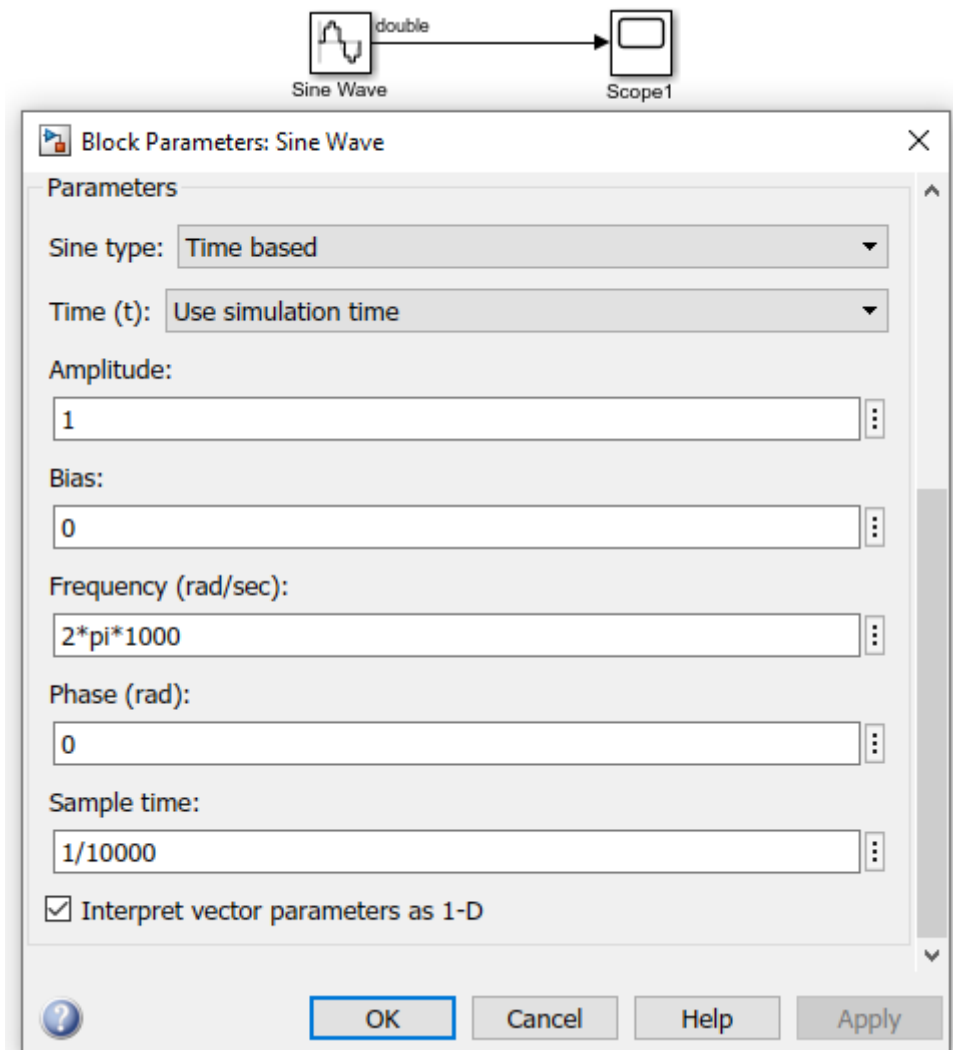 double
Sine Wave
Scope1
Block Parameters: Sine Wave
Parameters
Sine type: Time based
Time (t): Use simulation time
Amplitude:
1
Bias:
0
Frequency (rad/sec):
2*pi*1000
Phase (rad):
0
Sample time:
1/10000
Interpret vector parameters as 1-D
OK Cancel Help Apply